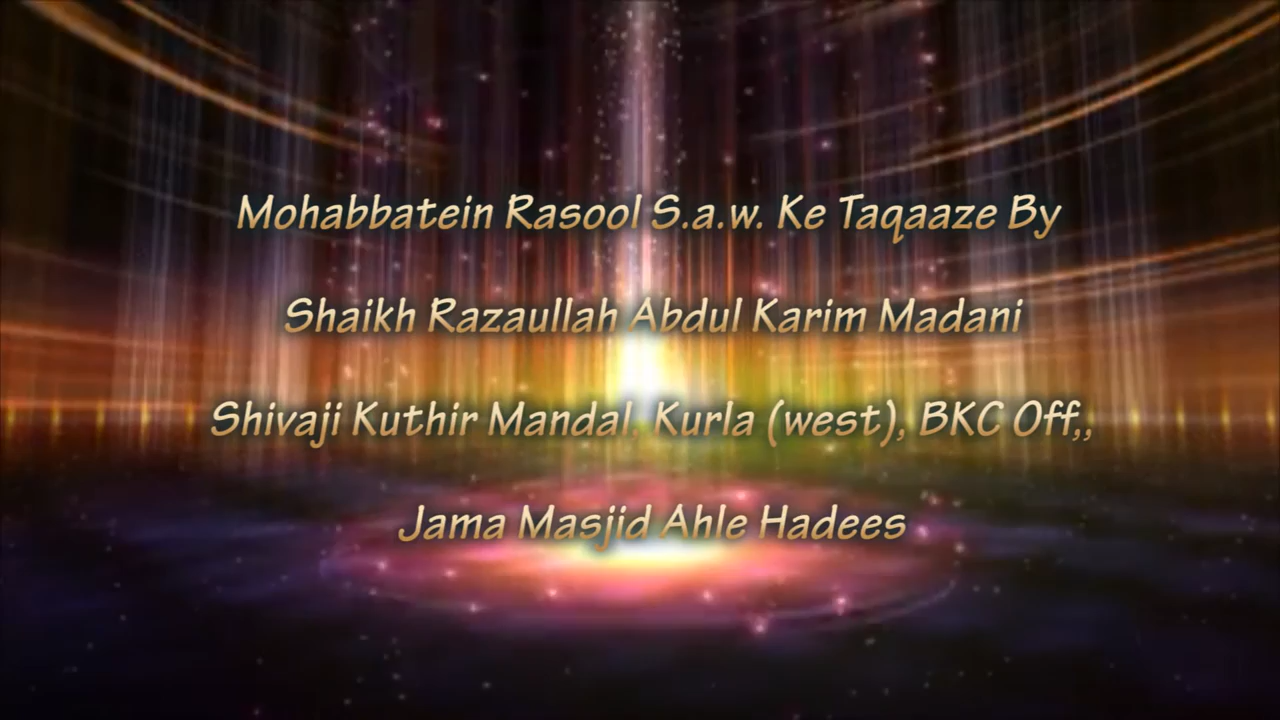 Mohabbatein Rasool S.a.w. Ke Taqaaze By
Shaikh Razaullah Abdul Karim Madani
Shivaji Kuthir Mandal, Kurla (west), BKC Off,,
Jama Masjid Ahle Hadees